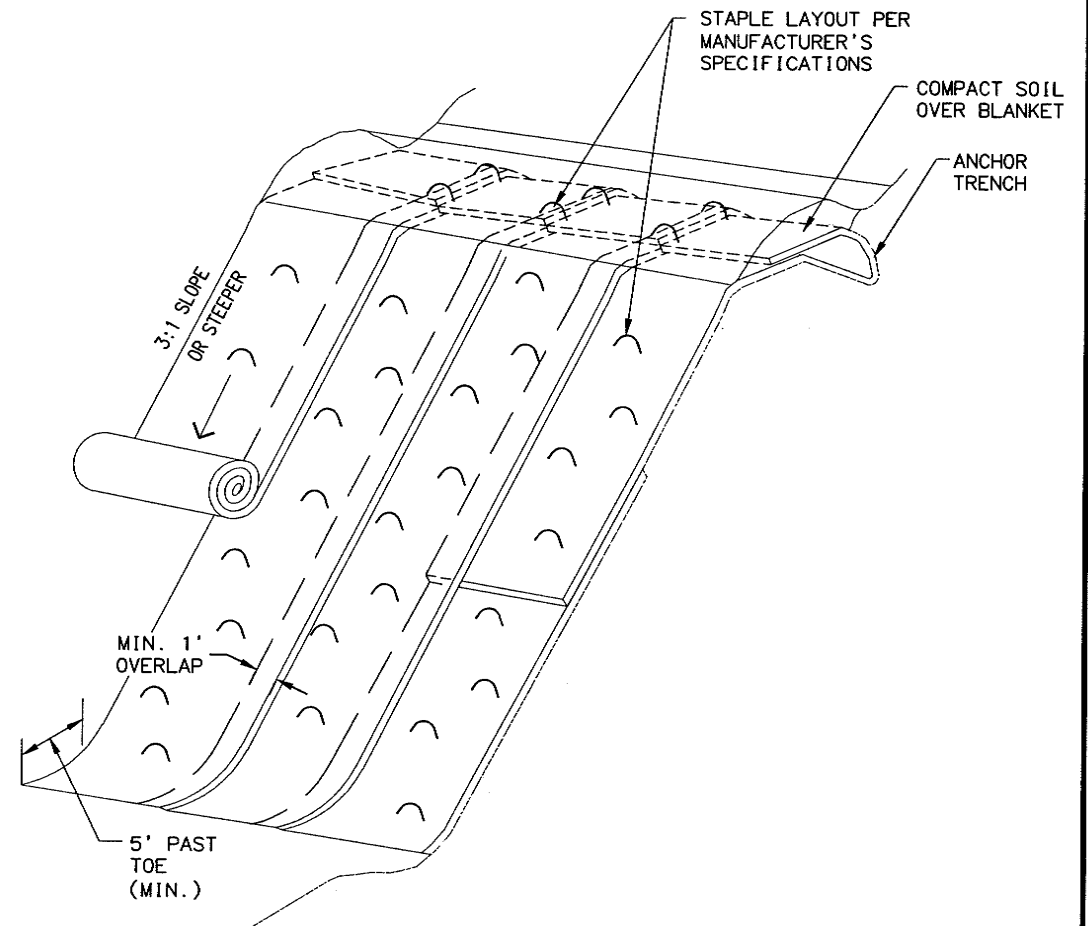 STAPLE LAYOUT PER
MANUFACTURER'S
SPECIFICATIONS
COMPACT SOIL
OVER BLANKET
ANCHOR
TRENCH
3:1 SLOPE
OR STEEPER
MIN. 1'
OVERLAP
5' PAST
TOE
(MIN.)